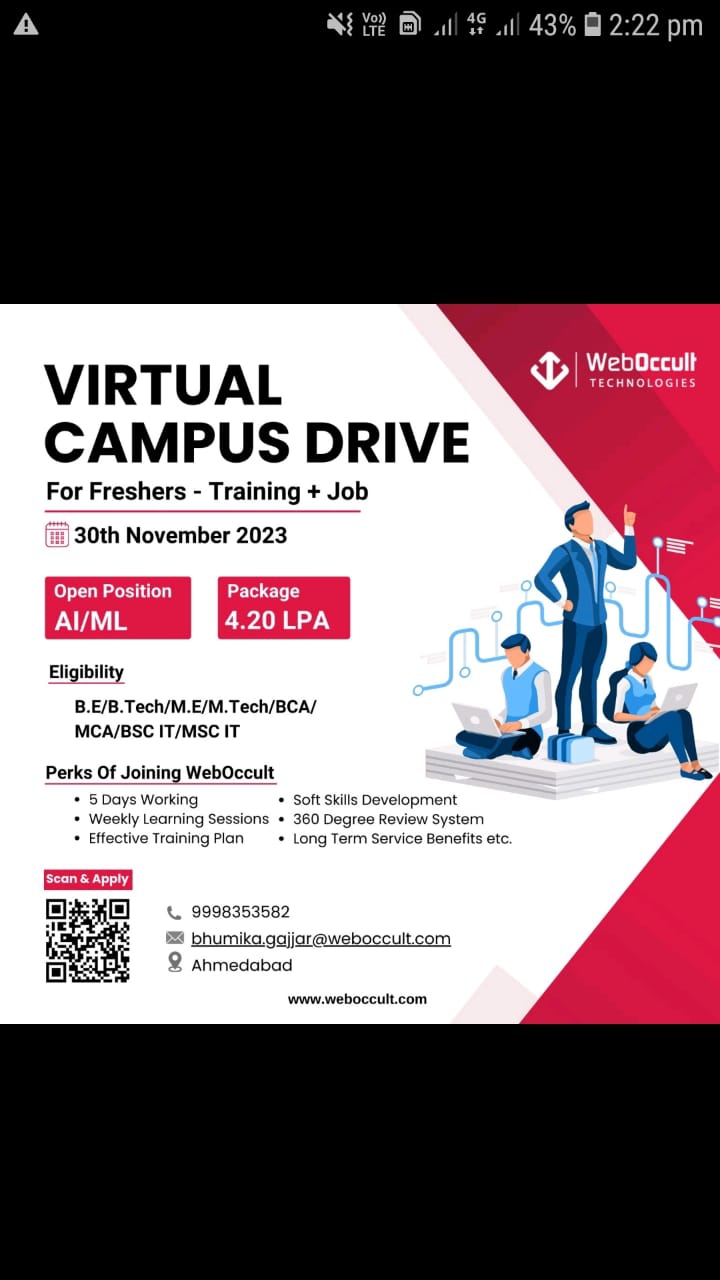 Vo)) LTE 4G 43% 2:22 pm
WebOccult
TECHNOLOGIES
VIRTUAL
CAMPUS DRIVE
For Freshers - Training + Job
30th November 2023
Open Position
AI/ML
Package
4.20 LPA
Eligibility
B.E/B.Tech/M.E/M.Tech/BCA/
MCA/BSC IT/MSC IT
Perks Of Joining WebOccult
• 5 Days Working
• Weekly Learning Sessions
• Effective Training Plan
• Soft Skills Development
• 360 Degree Review System
• Long Term Service Benefits etc.
Scan & Apply
9998353582
bhumika.gajjar@weboccult.com
Ahmedabad
www.weboccult.com